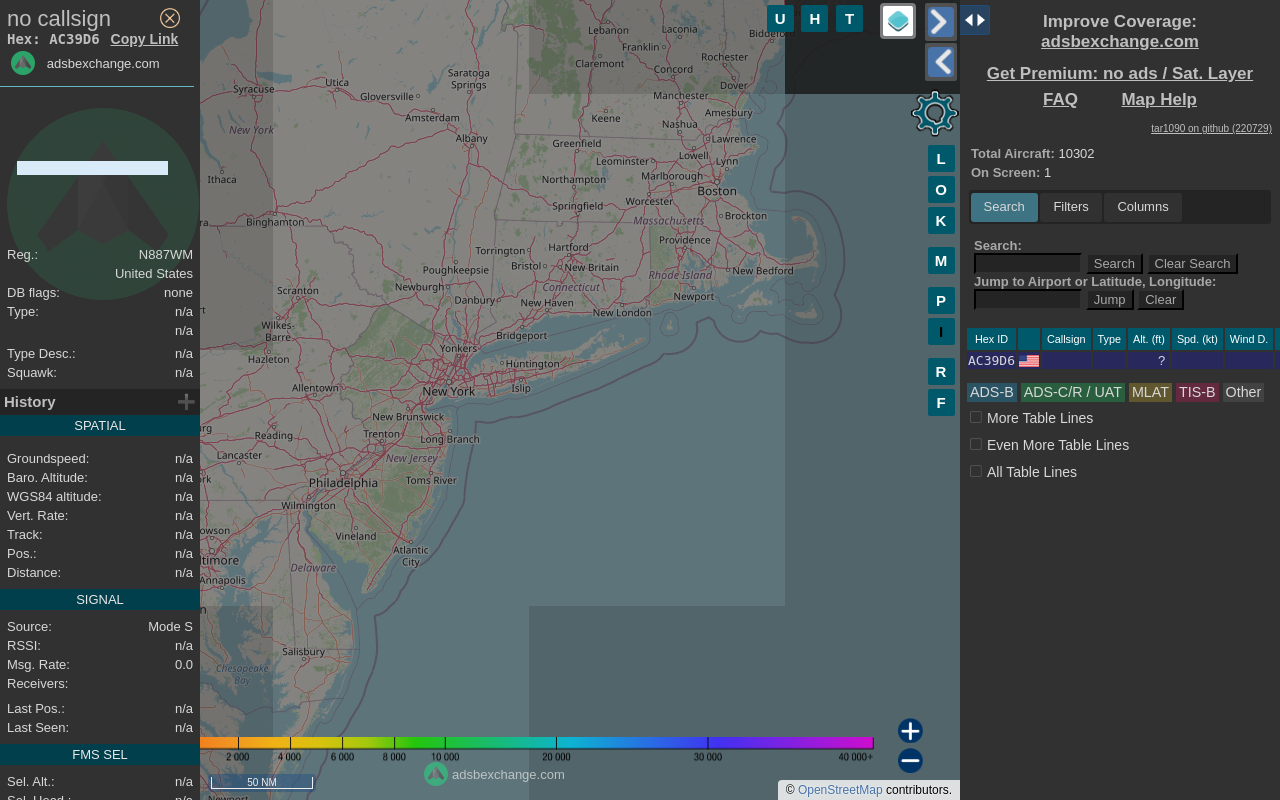 no callsign
Hex: AC39D6 Copy Link
adsbexchange.com
Reg.: N887WM
United States
DB flags: none
Type: n/a
n/a
Type Desc.: n/a
Squawk: n/a
History
SPATIAL
Groundspeed: n/a
Baro. Altitude: n/a
WGS84 altitude: n/a
Vert. Rate: n/a
Track: n/a
Pos.: n/a
Distance: n/a
SIGNAL
Source: Mode S
RSSI: n/a
Msg. Rate: 0.0
Receivers:
Last Pos.: n/a
Last Seen: n/a
FMS SEL
Sel. Alt.: n/a
U H T
L
O
K
M
P
I
R
F
Lebanon
Laconia
Franklin
Rochester
Claremont
Concord
Dover
Saratoga
Springs
Utica
Syracuse
Gloversville
Manchester
Amesbury
Amsterdam
Keene
Nashua
New York
Albany
Greenfield
Lawrence
Lowell
Leominster
Lynn
Ithaca
Northampton
Marlborough
Boston
Worcester
Springfield
Binghamton
Massachusetts
Brockton
Torrington
Hartford
Providence
Bristol
New Britain
Poughkeepsie
New Bedford
Rhode Island
Scranton
Newburgh
Connecticut
Danbury
New Haven
Newport
New London
Wilkes-
Barre
Bridgeport
Yonkers
Hazleton
Huntington
Allentown
New York
Islip
New Brunswick
Reading
Trenton
Long Branch
Lancaster
New Jersey
Philadelphia
Toms River
Wilmington
Vineland
Atlantic
City
Delaware
Annapolis
Salisbury
Chesapeake
Bay
2 000 4 000 6 000 8 000 10 000 20 000 30 000 40 000+
adsbexchange.com
50 NM
© OpenStreetMap contributors.
Improve Coverage:
adsbexchange.com
Get Premium: no ads / Sat. Layer
FAQ Map Help
tar1090 on github (220729)
Total Aircraft: 10302
On Screen: 1
Search Filters Columns
Search:
Search Clear Search
Jump to Airport or Latitude, Longitude:
Jump Clear
Hex ID Callsign Type Alt. (ft) Spd. (kt) Wind D.
AC39D6 ?
ADS-B ADS-C/R / UAT MLAT TIS-B Other
More Table Lines
Even More Table Lines
All Table Lines